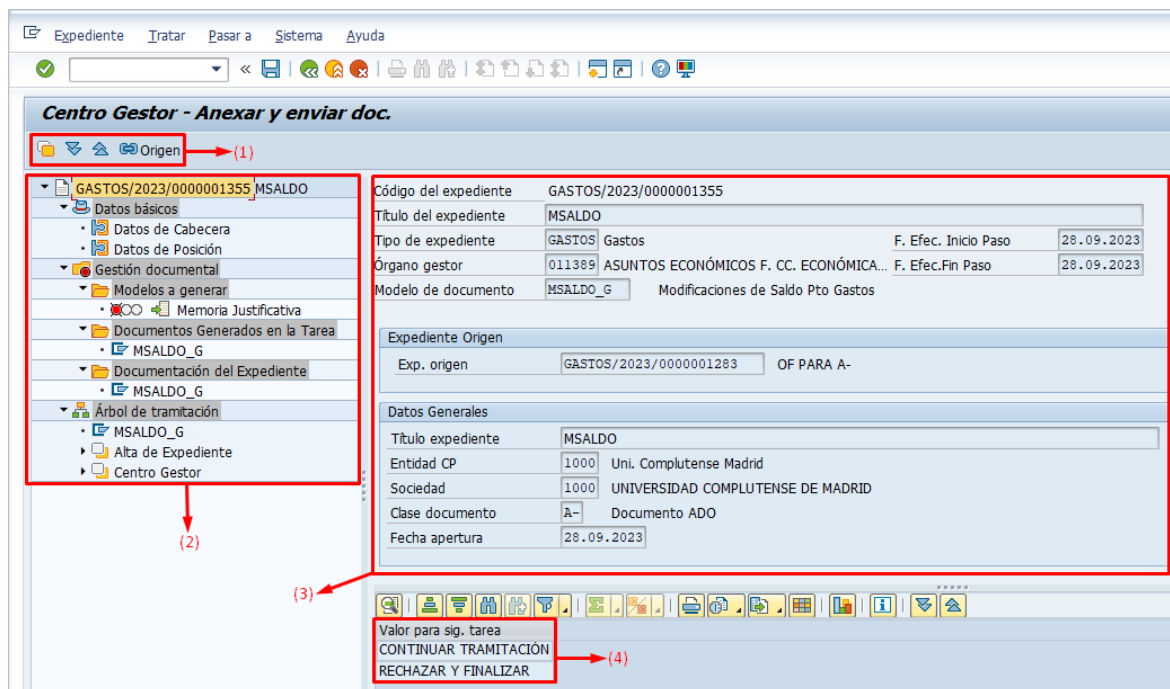 Expediente Tratar Pasar a Sistema Ayuda
Centro Gestor - Anexar y enviar doc.
Origen (1)
GASTOS/2023/0000001355 MSALDO
Datos básicos
Datos de Cabecera
Datos de Posición
Gestión documental
Modelos a generar
Memoria Justificativa
Documentos Generados en la Tarea
MSALDO_G
Documentación del Expediente
MSALDO_G
Árbol de tramitación
MSALDO_G
Alta de Expediente
Centro Gestor
(2)
Código del expediente GASTOS/2023/0000001355
Título del expediente MSALDO
Tipo de expediente GASTOS Gastos F. Efec. Inicio Paso 28.09.2023
Órgano gestor 011389 ASUNTOS ECONÓMICOS F. CC. ECONÓMICA... F. Efec.Fin Paso 28.09.2023
Modelo de documento MSALDO_G Modificaciones de Saldo Pto Gastos
Expediente Origen
Exp. origen GASTOS/2023/0000001283 OF PARA A-
Datos Generales
Título expediente MSALDO
Entidad CP 1000 Uni. Complutense Madrid
Sociedad 1000 UNIVERSIDAD COMPLUTENSE DE MADRID
Clase documento A- Documento ADO
Fecha apertura 28.09.2023
(3)
Valor para sig. tarea
CONTINUAR TRAMITACIÓN (4)
RECHAZAR Y FINALIZAR